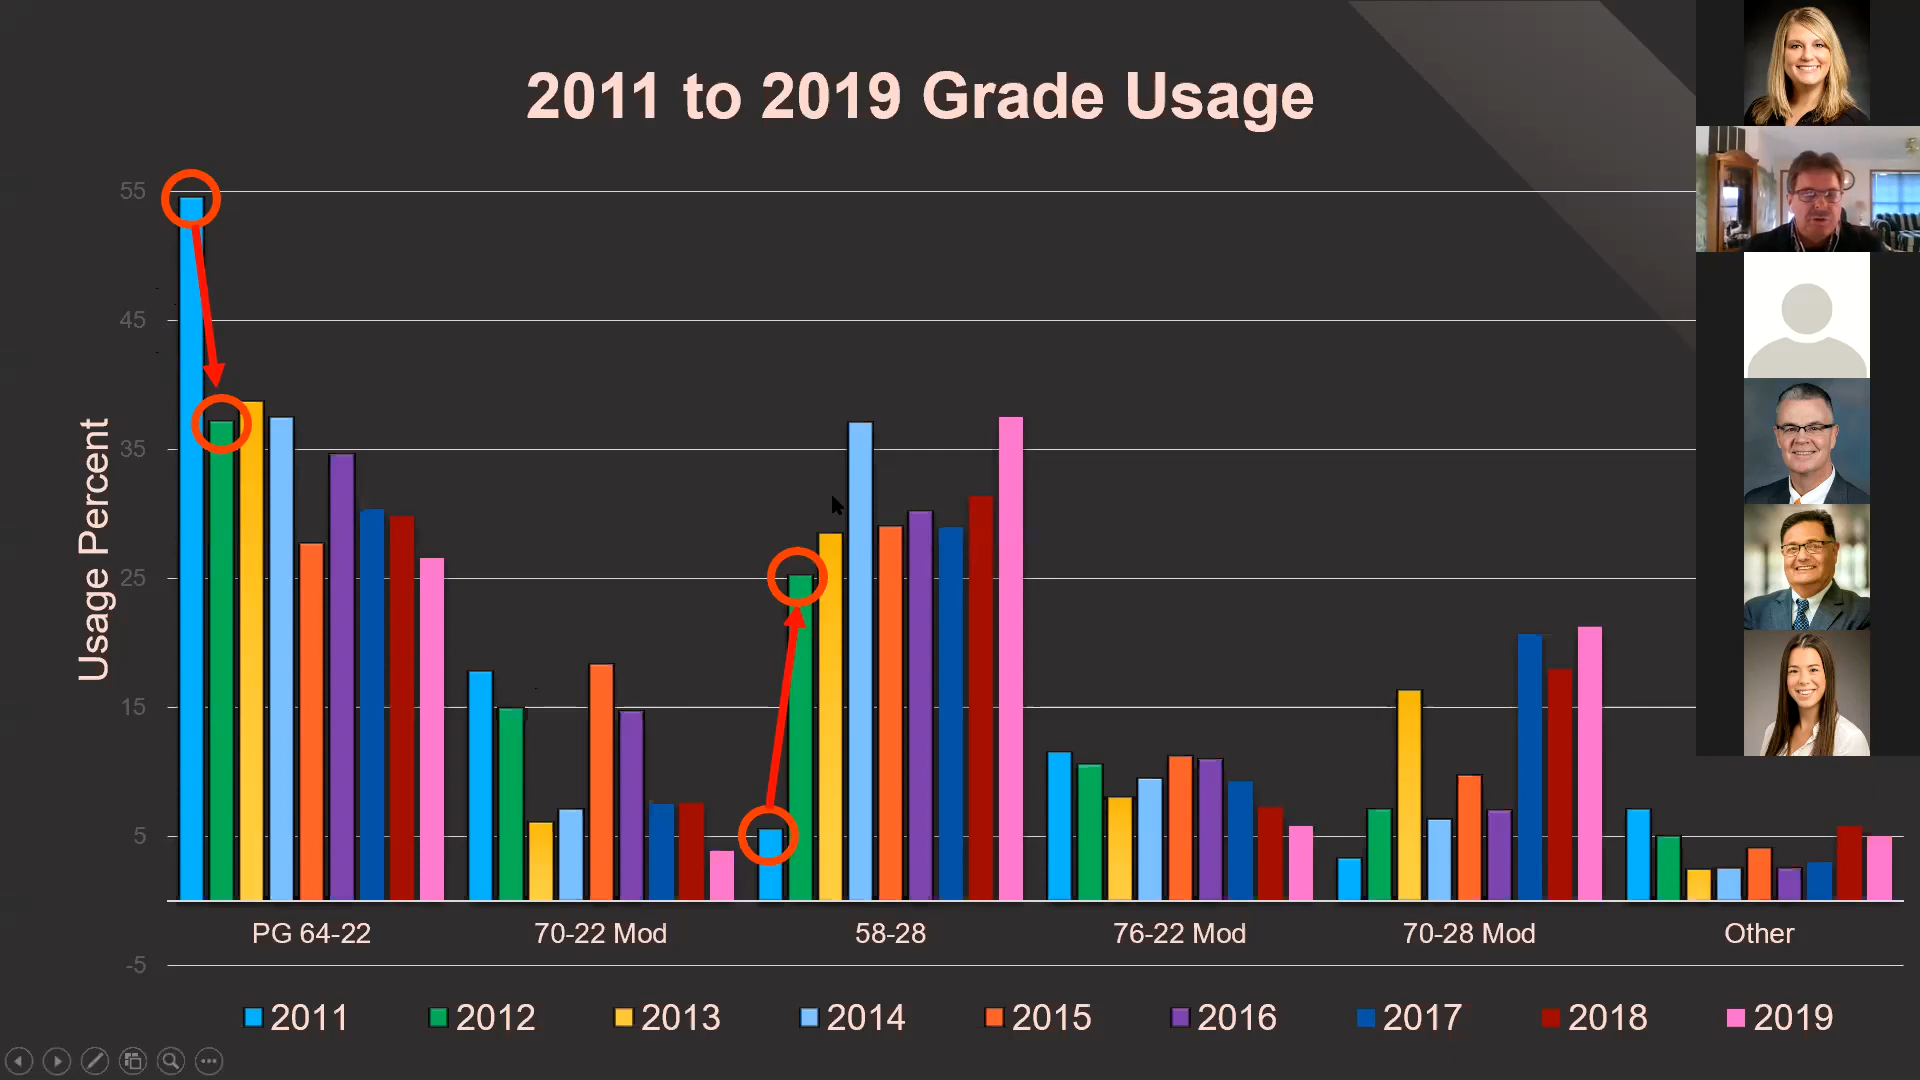 2011 to 2019 Grade Usage
Usage Percent
55
45
35
25
15
5
-5
PG 64-22
70-22 Mod
58-28
76-22 Mod
70-28 Mod
Other
2011
2012
2013
2014
2015
2016
2017
2018
2019